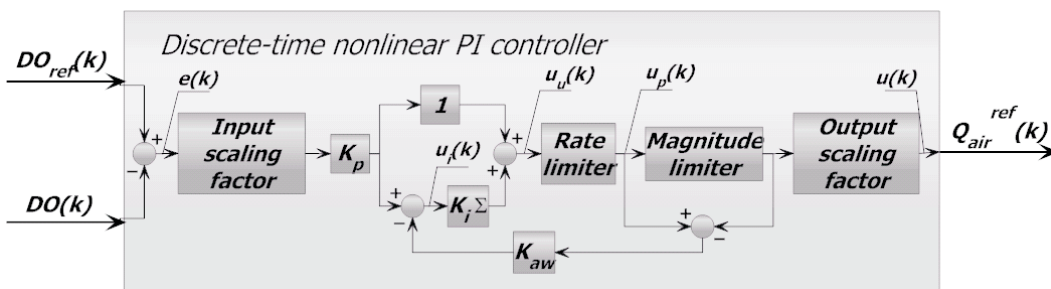 Discrete-time nonlinear PI controller
DO_ref(k)
e(k)
u_i(k)
u_u(k)
u_p(k)
u(k)
Q_air^ref(k)
+
−
Input
scaling
factor
K_p
1
+
+
Rate
limiter
Magnitude
limiter
Output
scaling
factor
DO(k)
+
−
K_i Σ
+
−
K_aw